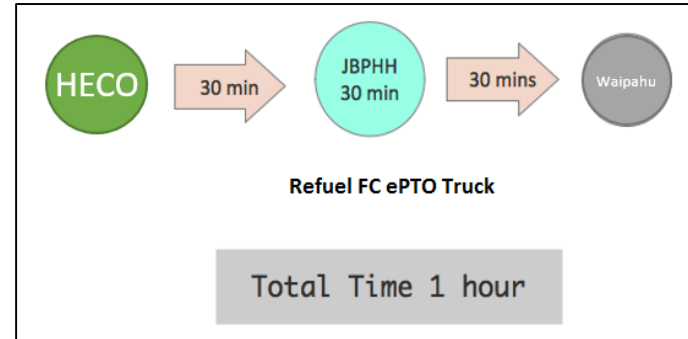 HECO
30 min
JBPHH
30 min
30 mins
Waipahu
Refuel FC ePTO Truck
Total Time 1 hour